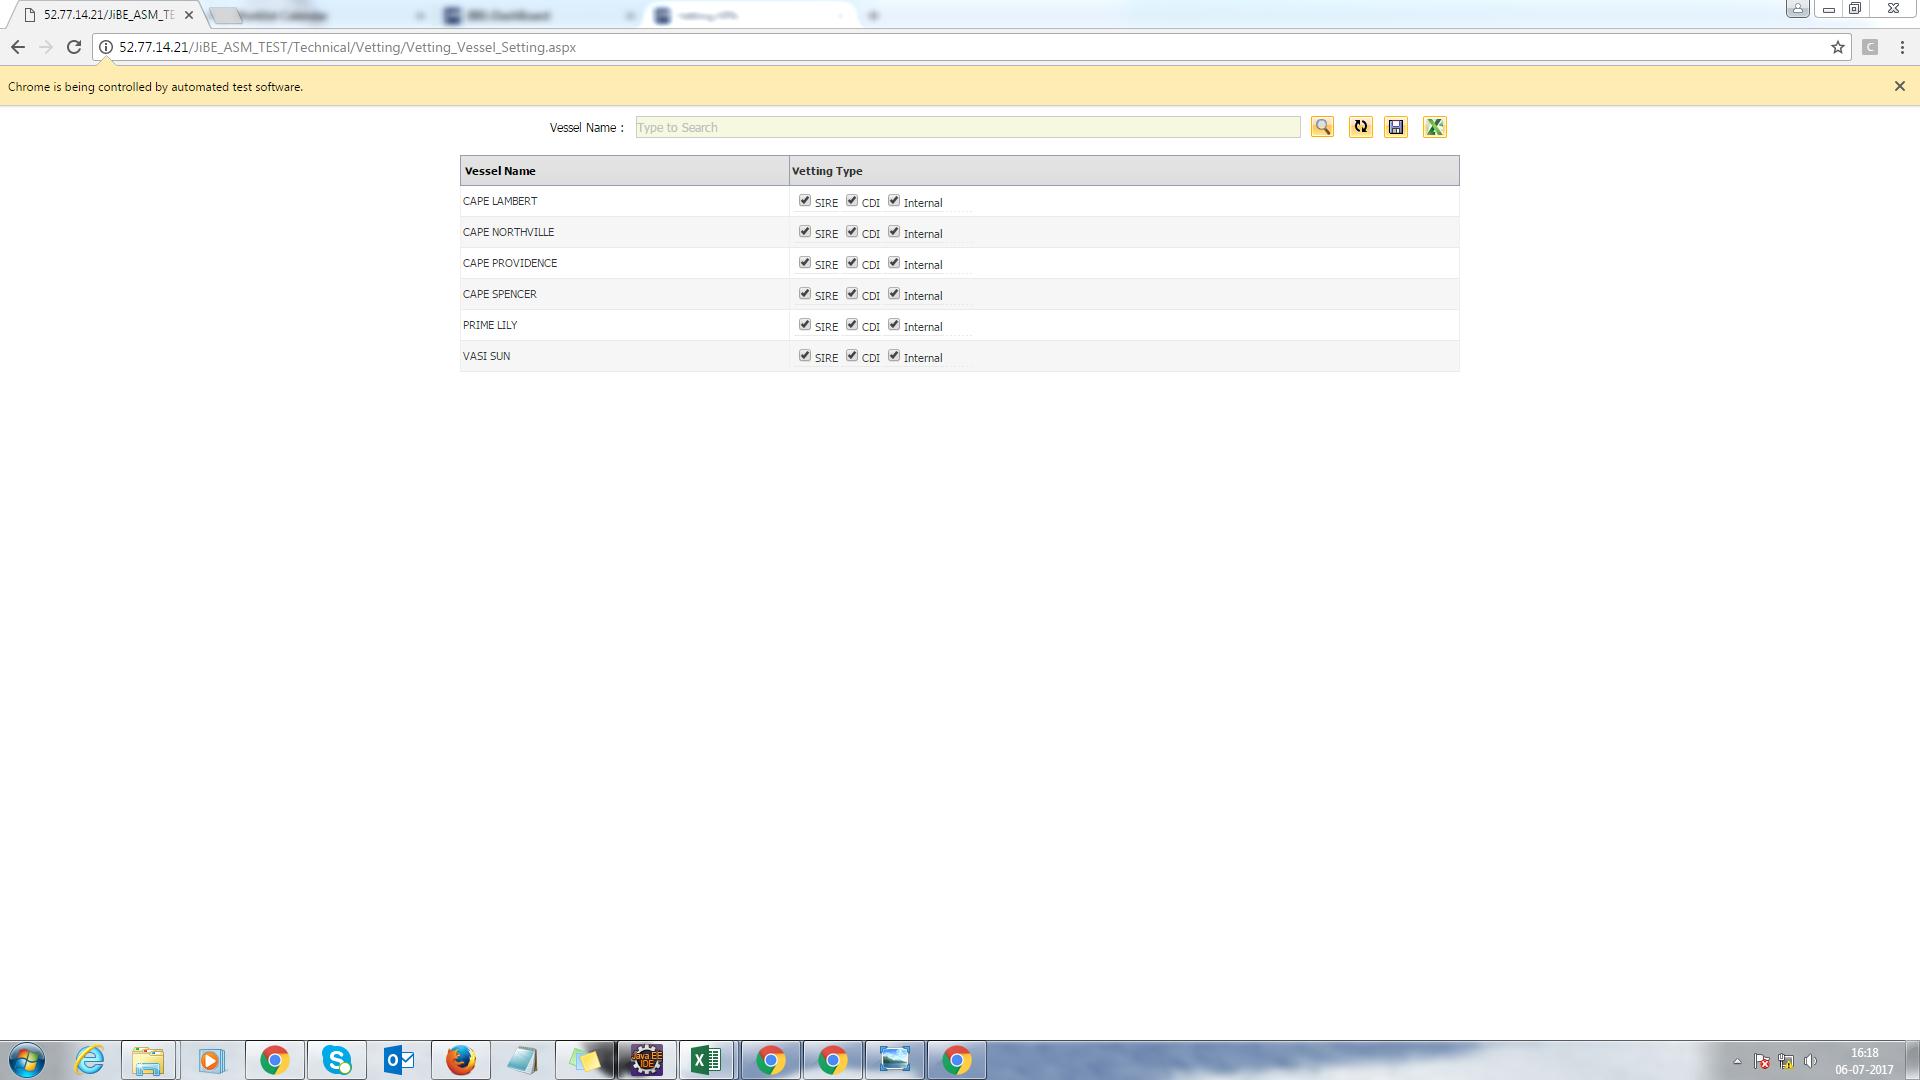 52.77.14.21/JiBE_ASM_TE
52.77.14.21/JiBE_ASM_TEST/Technical/Vetting/Vetting_Vessel_Setting.aspx
Chrome is being controlled by automated test software.
Vessel Name : Type to Search
Vessel Name Vetting Type
CAPE LAMBERT SIRE CDI Internal
CAPE NORTHVILLE SIRE CDI Internal
CAPE PROVIDENCE SIRE CDI Internal
CAPE SPENCER SIRE CDI Internal
PRIME LILY SIRE CDI Internal
VASI SUN SIRE CDI Internal
Java EE
IDE
16:18
06-07-2017